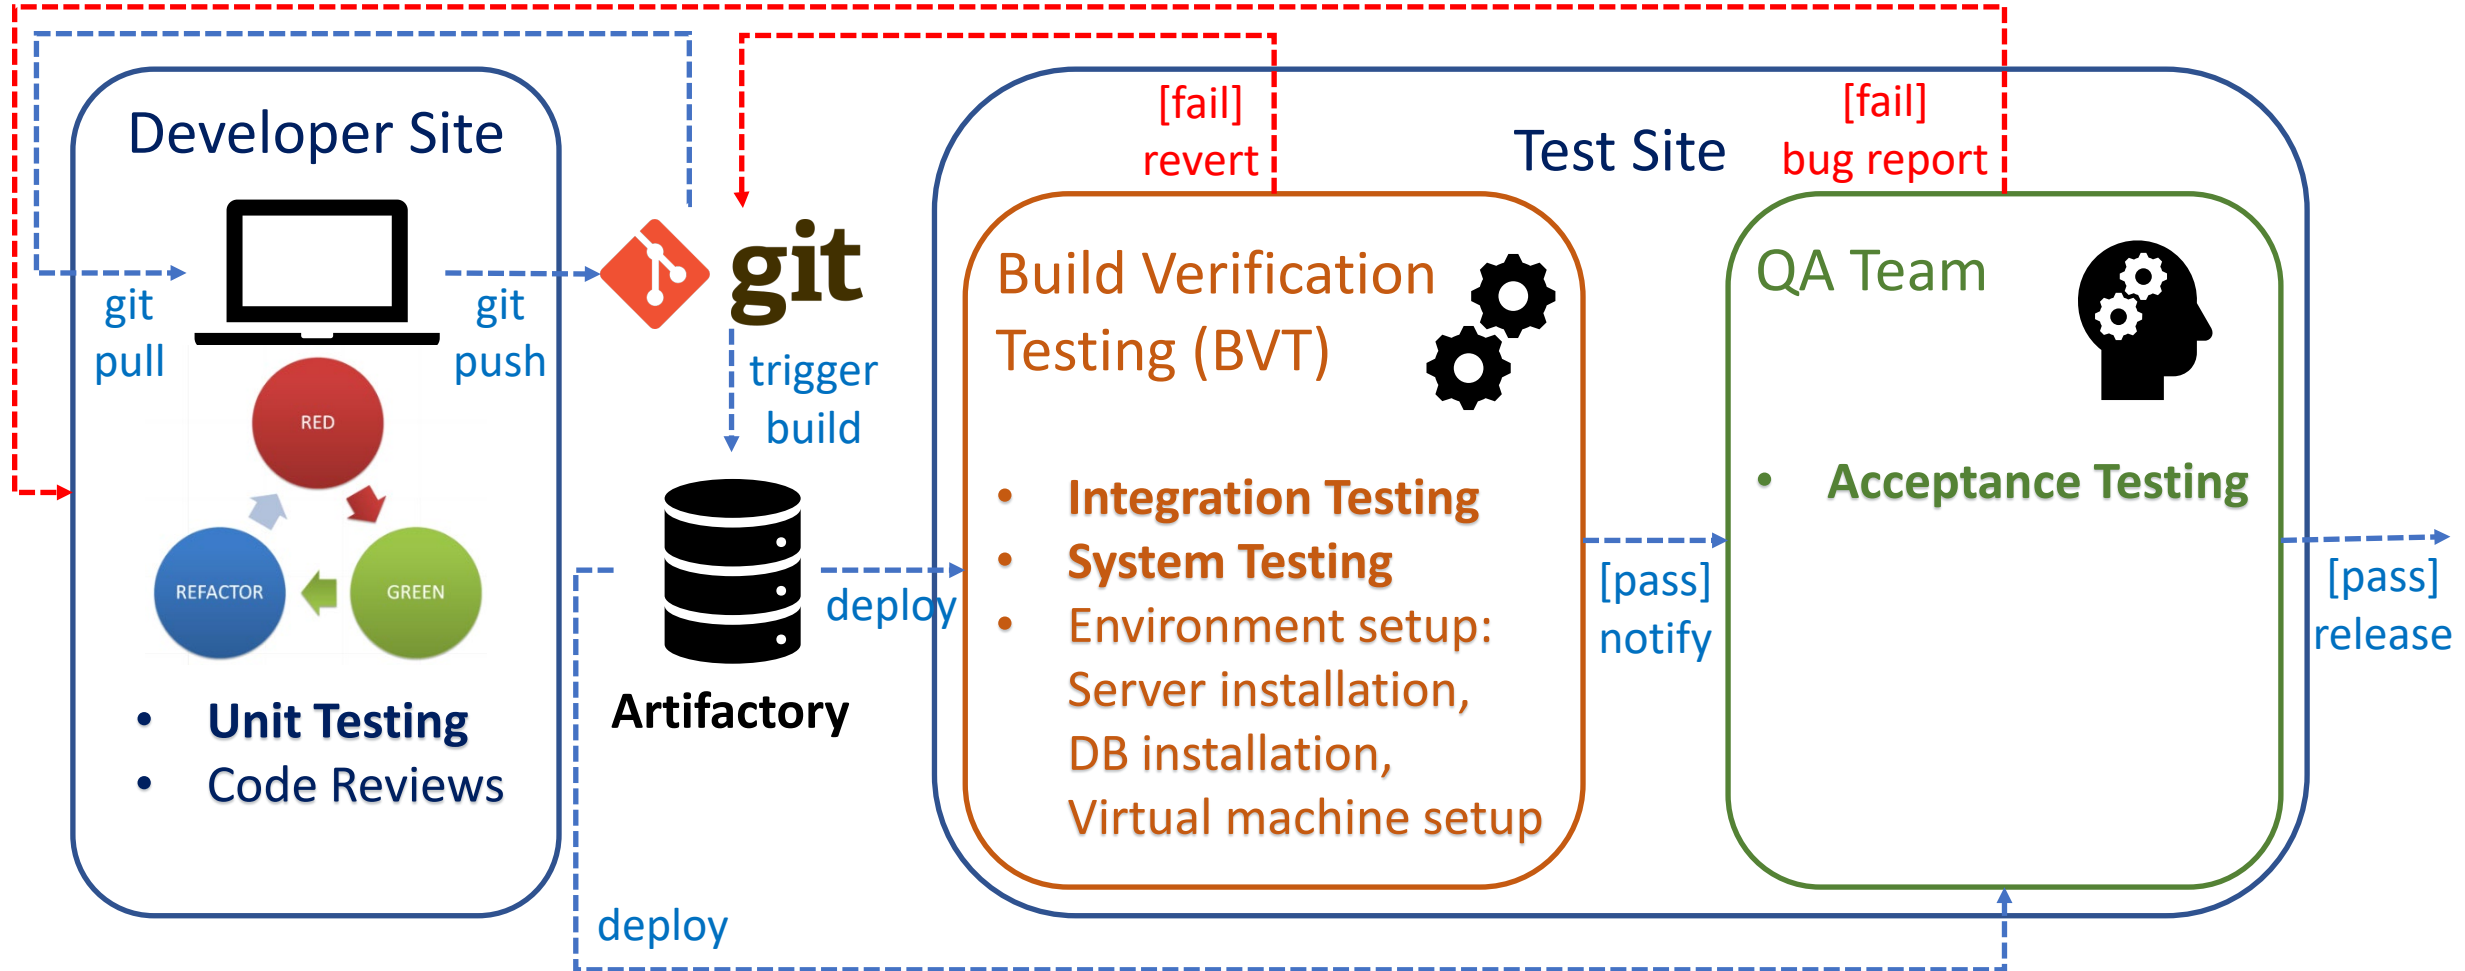 Developer Site
git
pull
git
push
RED
REFACTOR
GREEN
• Unit Testing
• Code Reviews
git
trigger
build
Artifactory
deploy
deploy
Test Site
[fail]
revert
Build Verification
Testing (BVT)
• Integration Testing
• System Testing
• Environment setup:
Server installation,
DB installation,
Virtual machine setup
[pass]
notify
[fail]
bug report
QA Team
• Acceptance Testing
[pass]
release